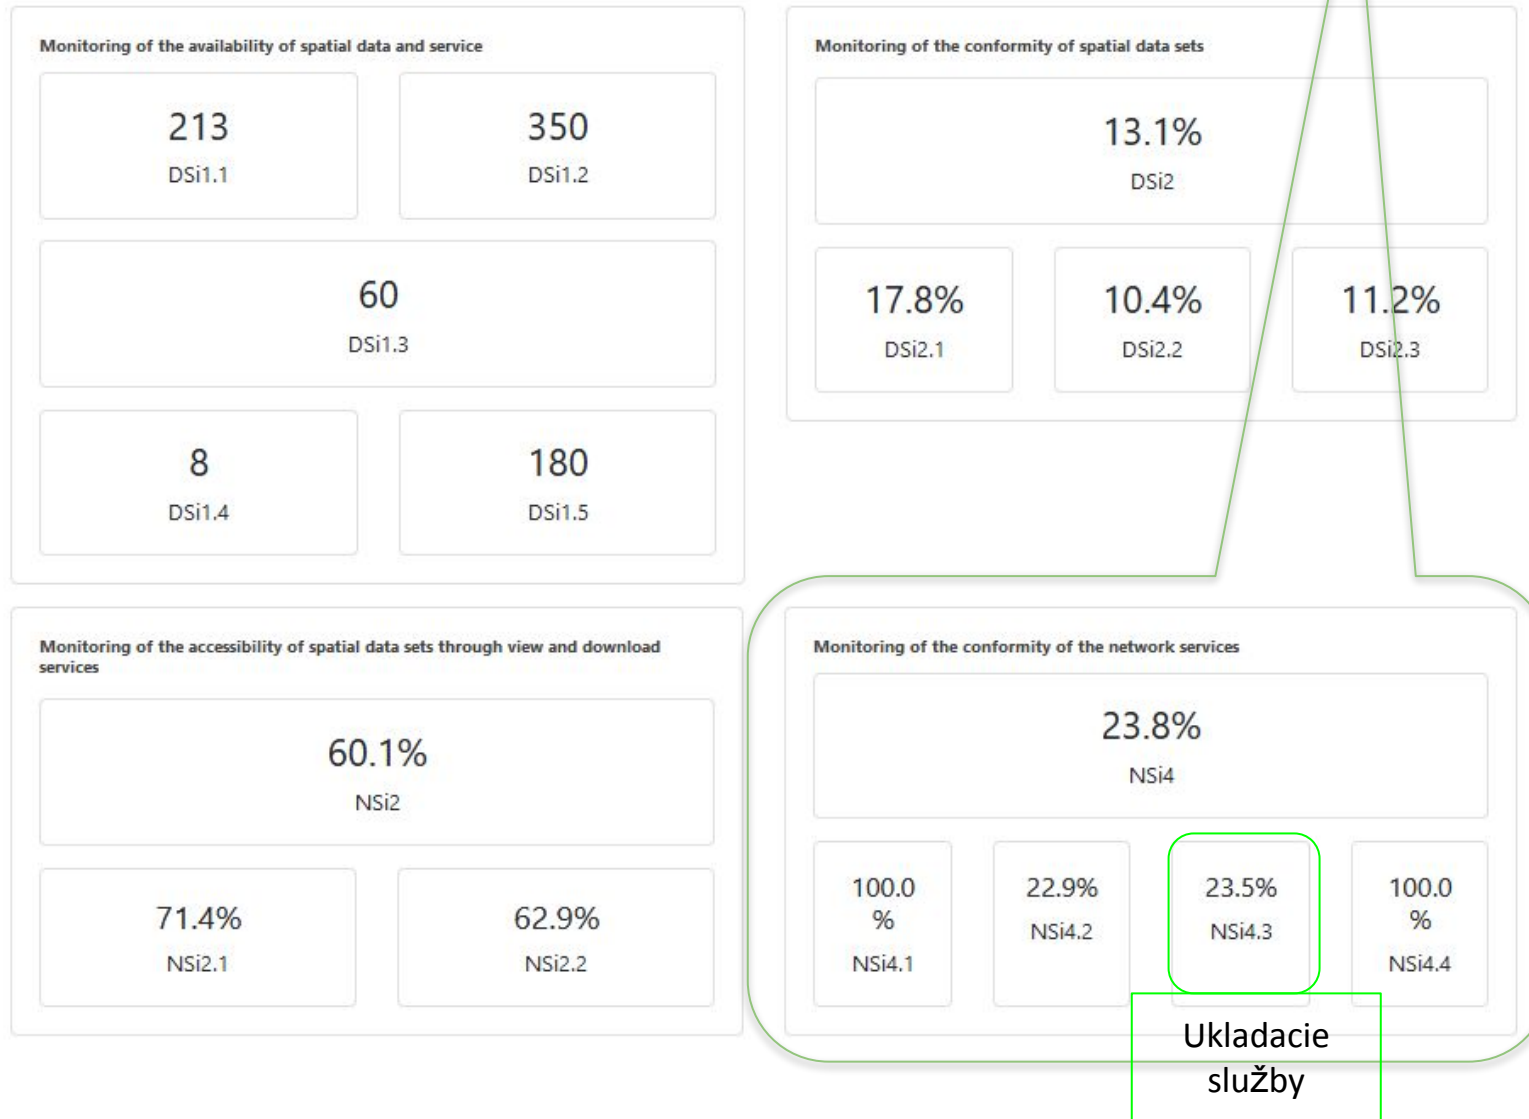 Monitoring of the availability of spatial data and service
213
DSi1.1
350
DSi1.2
60
DSi1.3
8
DSi1.4
180
DSi1.5
Monitoring of the conformity of spatial data sets
13.1%
DSi2
17.8%
DSi2.1
10.4%
DSi2.2
11.2%
DSi2.3
Monitoring of the accessibility of spatial data sets through view and download
services
60.1%
NSi2
71.4%
NSi2.1
62.9%
NSi2.2
Monitoring of the conformity of the network services
23.8%
NSi4
100.0
%
NSi4.1
22.9%
NSi4.2
23.5%
NSi4.3
100.0
%
NSi4.4
Ukladacie
služby